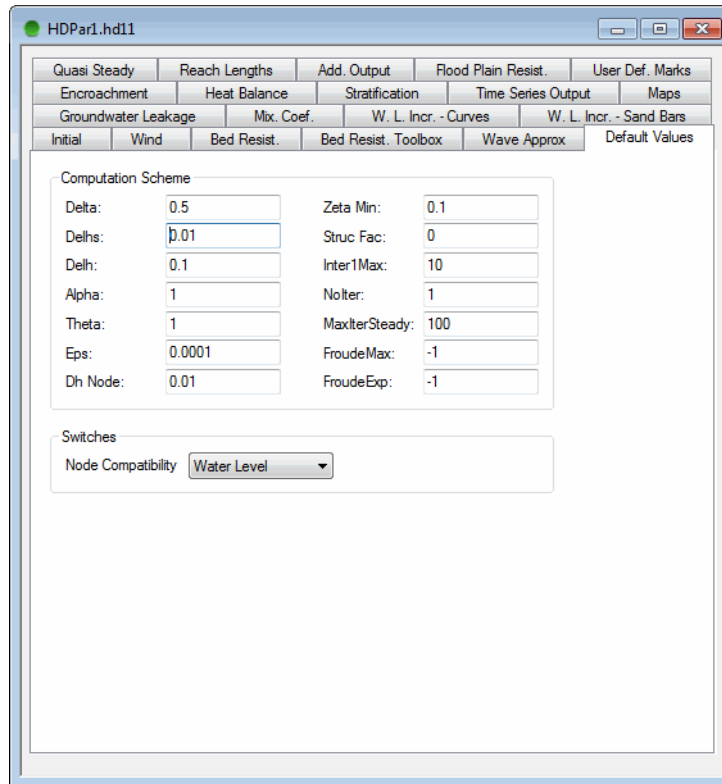 HDPar1.hd11
Quasi Steady Reach Lengths Add. Output Flood Plain Resist. User Def. Marks
Encroachment Heat Balance Stratification Time Series Output Maps
Groundwater Leakage Mix. Coef. W. L. Incr. - Curves W. L. Incr. - Sand Bars
Initial Wind Bed Resist. Bed Resist. Toolbox Wave Approx Default Values
Computation Scheme
Delta: 0.5 Zeta Min: 0.1
Delhs: 0.01 Struc Fac: 0
Delh: 0.1 Inter1Max: 10
Alpha: 1 NoIter: 1
Theta: 1 MaxIterSteady: 100
Eps: 0.0001 FroudeMax: -1
Dh Node: 0.01 FroudeExp: -1
Switches
Node Compatibility Water Level